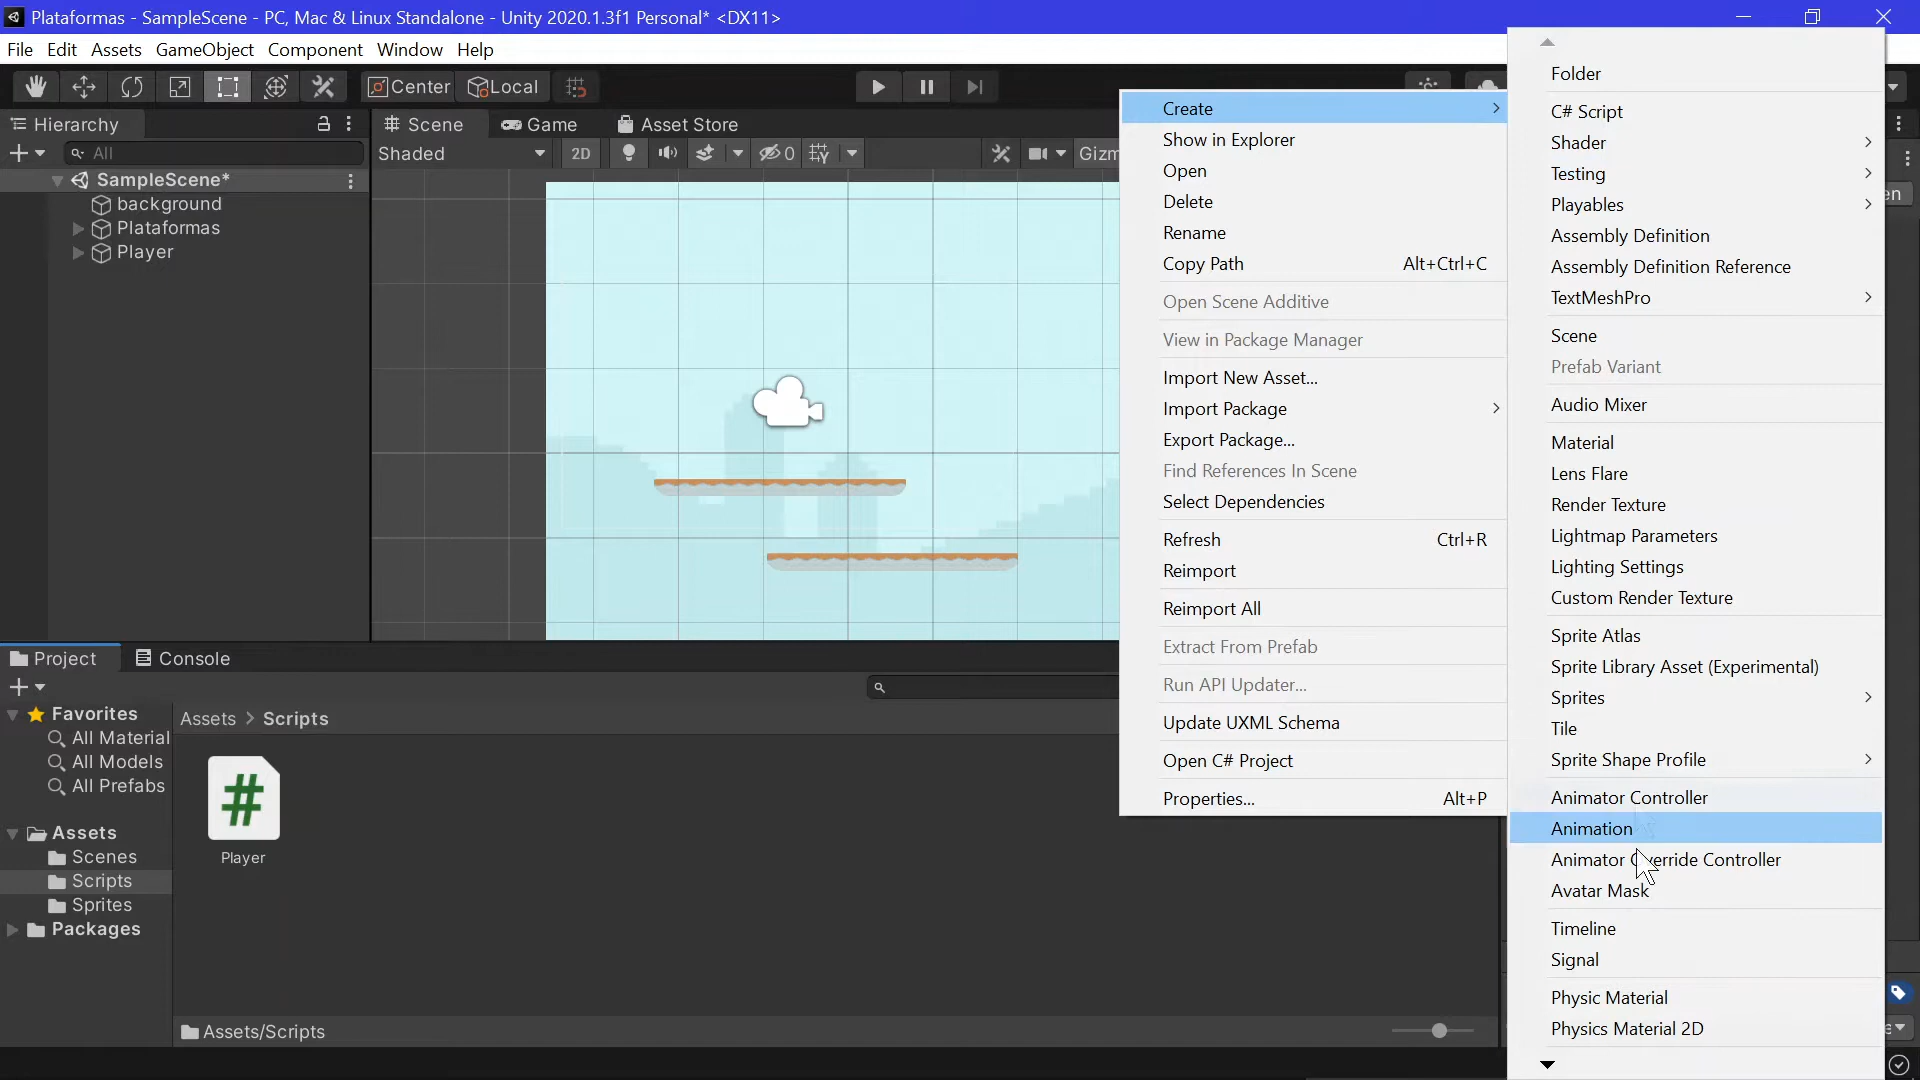 Plataformas - SampleScene - PC, Mac & Linux Standalone - Unity 2020.1.3f1 Personal* <DX11>
File Edit Assets GameObject Component Window Help
Center Local
Hierarchy
All
SampleScene*
background
Plataformas
Player
Scene Game Asset Store
Shaded 2D 0
Project Console
Favorites
All Material
All Models
All Prefabs
Assets
Scenes
Scripts
Sprites
Packages
Assets > Scripts
Player
Assets/Scripts
Create
Show in Explorer
Open
Delete
Rename
Copy Path Alt+Ctrl+C
Open Scene Additive
View in Package Manager
Import New Asset...
Import Package
Export Package...
Find References In Scene
Select Dependencies
Refresh Ctrl+R
Reimport
Reimport All
Extract From Prefab
Run API Updater...
Update UXML Schema
Open C# Project
Properties... Alt+P
Folder
C# Script
Shader
Testing
Playables
Assembly Definition
Assembly Definition Reference
TextMeshPro
Scene
Prefab Variant
Audio Mixer
Material
Lens Flare
Render Texture
Lightmap Parameters
Lighting Settings
Custom Render Texture
Sprite Atlas
Sprite Library Asset (Experimental)
Sprites
Tile
Sprite Shape Profile
Animator Controller
Animation
Animator Override Controller
Avatar Mask
Timeline
Signal
Physic Material
Physics Material 2D